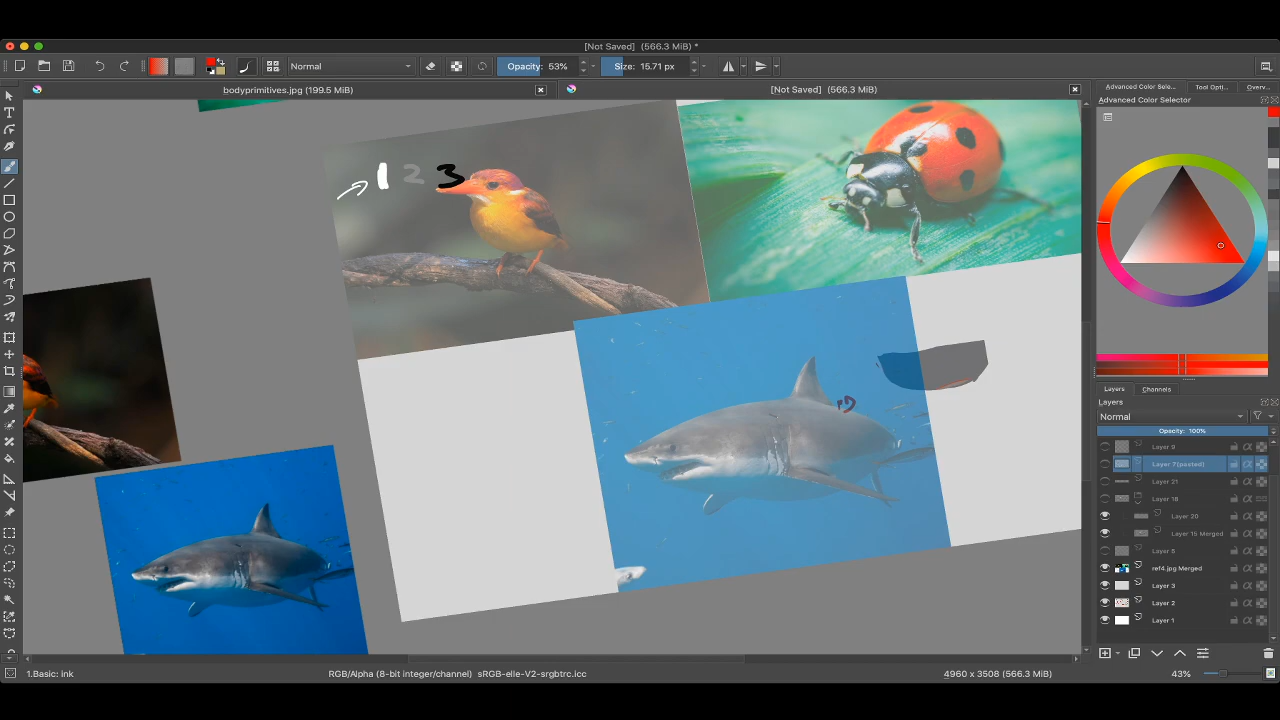 [Not Saved] (566.3 MiB) *
Normal
Opacity: 53%
Size: 15.71 px
bodyprimitives.jpg (199.5 MiB)
[Not Saved] (566.3 MiB)
Advanced Color Sele...
Tool Opti...
Overv...
Advanced Color Selector
1 2 3
Layers
Channels
Layers
Normal
Opacity: 100%
Layer 9
Layer 7(pasted)
Layer 21
Layer 18
Layer 20
Layer 15 Merged
Layer 6
ref4.jpg Merged
Layer 3
Layer 2
Layer 1
1.Basic: ink
RGB/Alpha (8-bit integer/channel) sRGB-elle-V2-srgbtrc.icc
4960 x 3508 (566.3 MiB)
43%